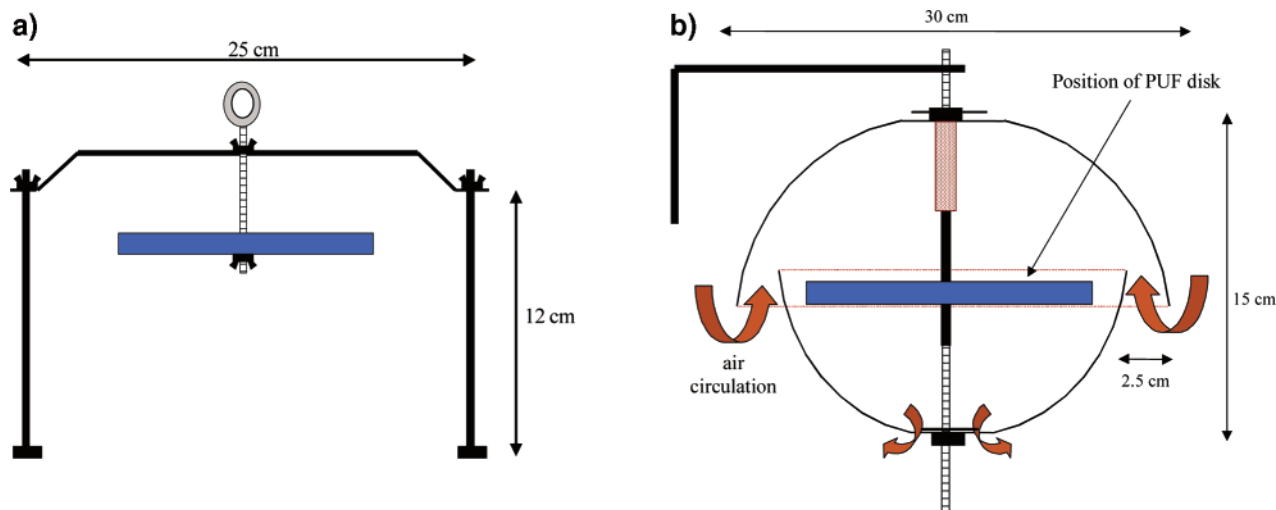 a)
25 cm
12 cm
b)
30 cm
Position of PUF disk
15 cm
air
circulation
2.5 cm